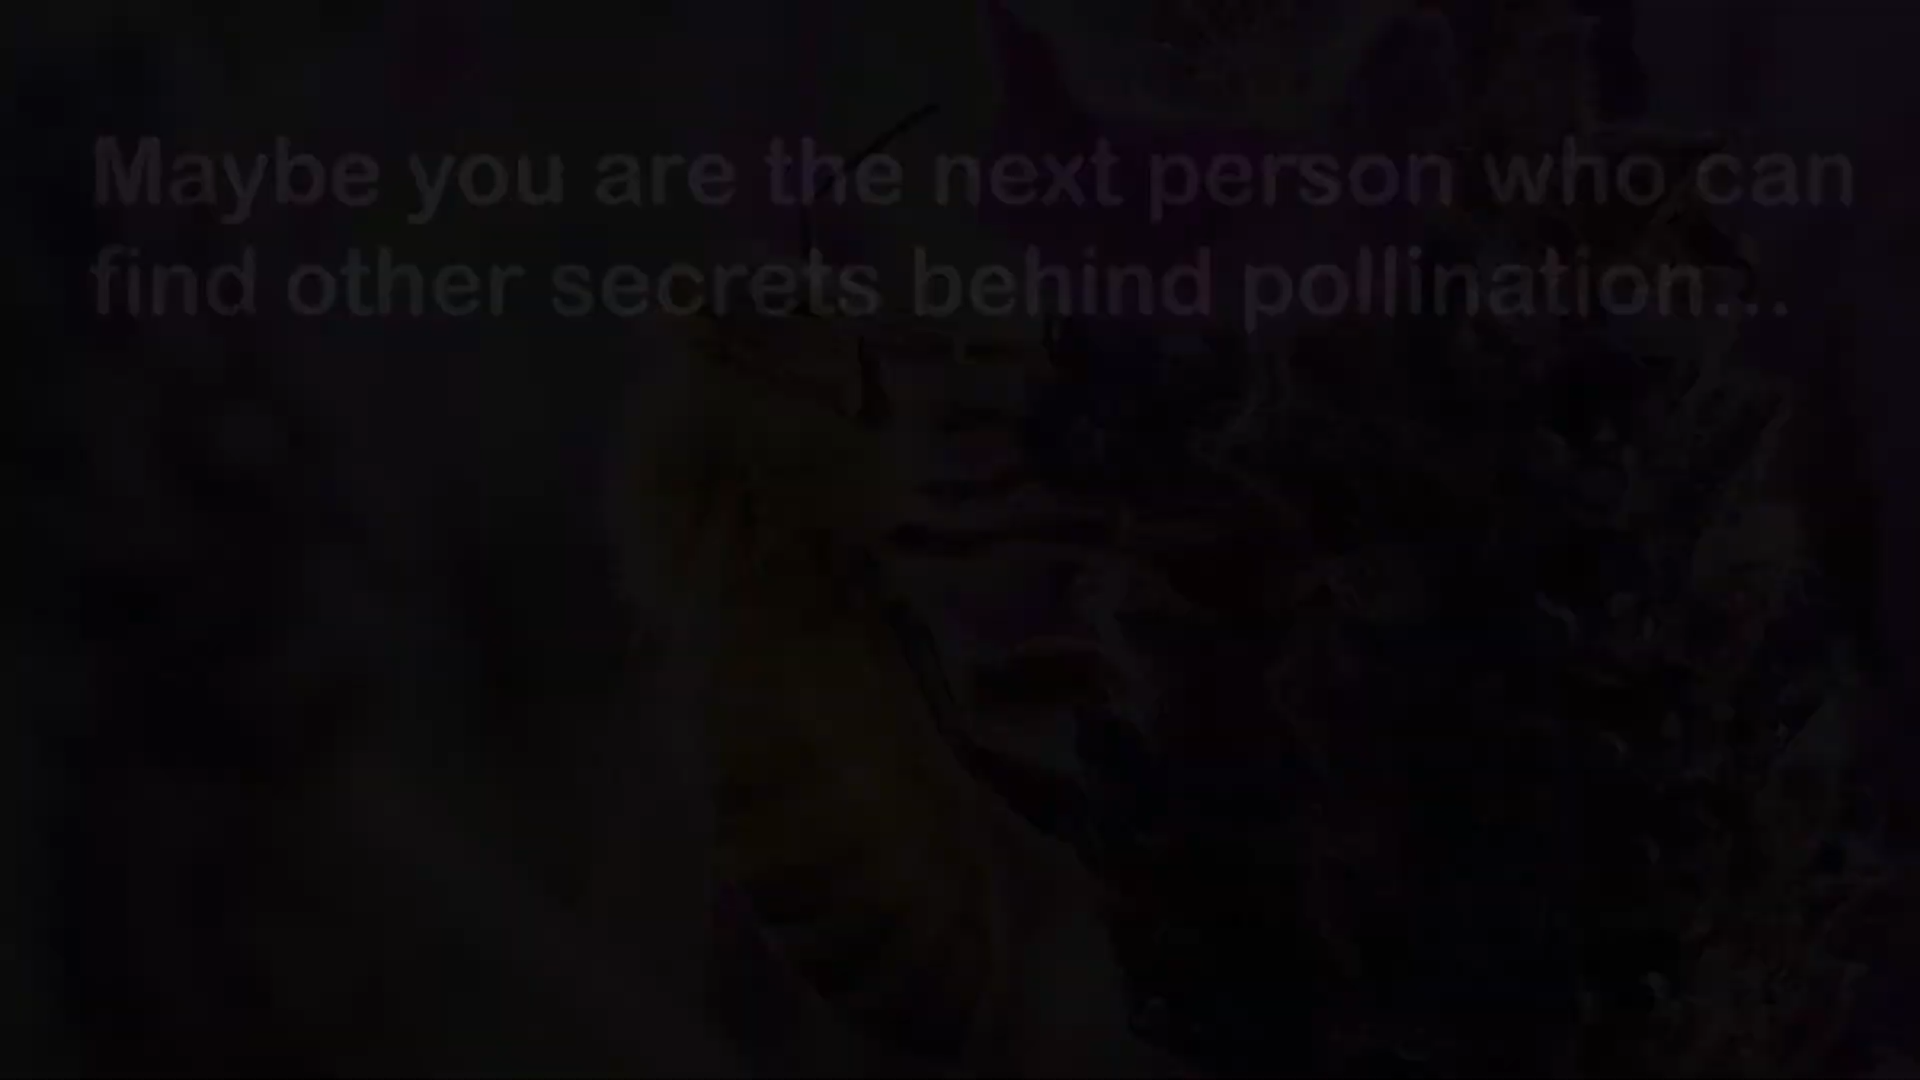 Maybe you are the next person who can
find other secrets behind pollination...